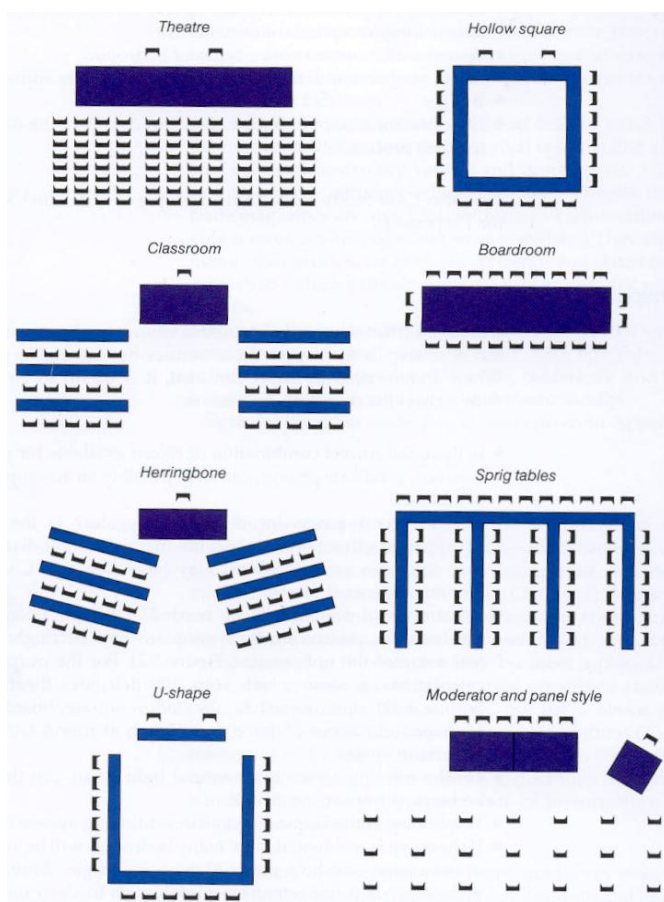 Theatre
Hollow square
Classroom
Boardroom
Herringbone
Sprig tables
U-shape
Moderator and panel style